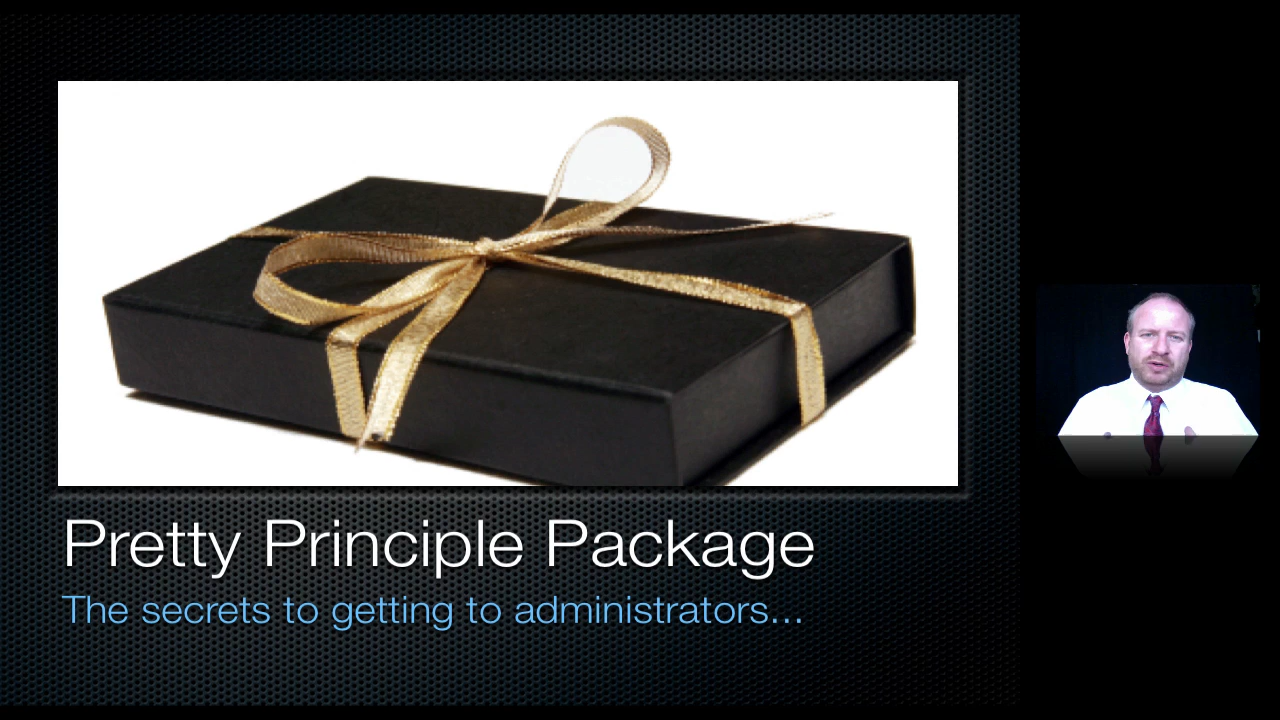 Pretty Principle Package
The secrets to getting to administrators...